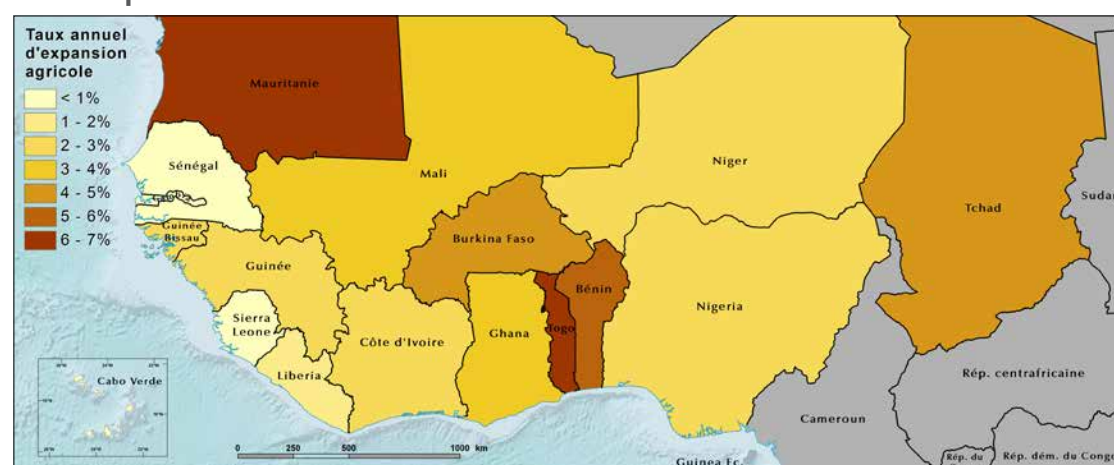 Taux annuel
d'expansion
agricole
< 1%
1 - 2%
2 - 3%
3 - 4%
4 - 5%
5 - 6%
6 - 7%
Mauritanie
Sénégal
Mali
Niger
Tchad
Sudan
Guinée
Bissau
Guinée
Burkina Faso
Bénin
Togo
Ghana
Nigeria
Sierra
Leone
Côte d'Ivoire
Liberia
Cabo Verde
Rép. centrafricaine
Cameroun
Guinea Ec.
Rép. du
Rép. dém. du Congo
0 250 500 1000 km